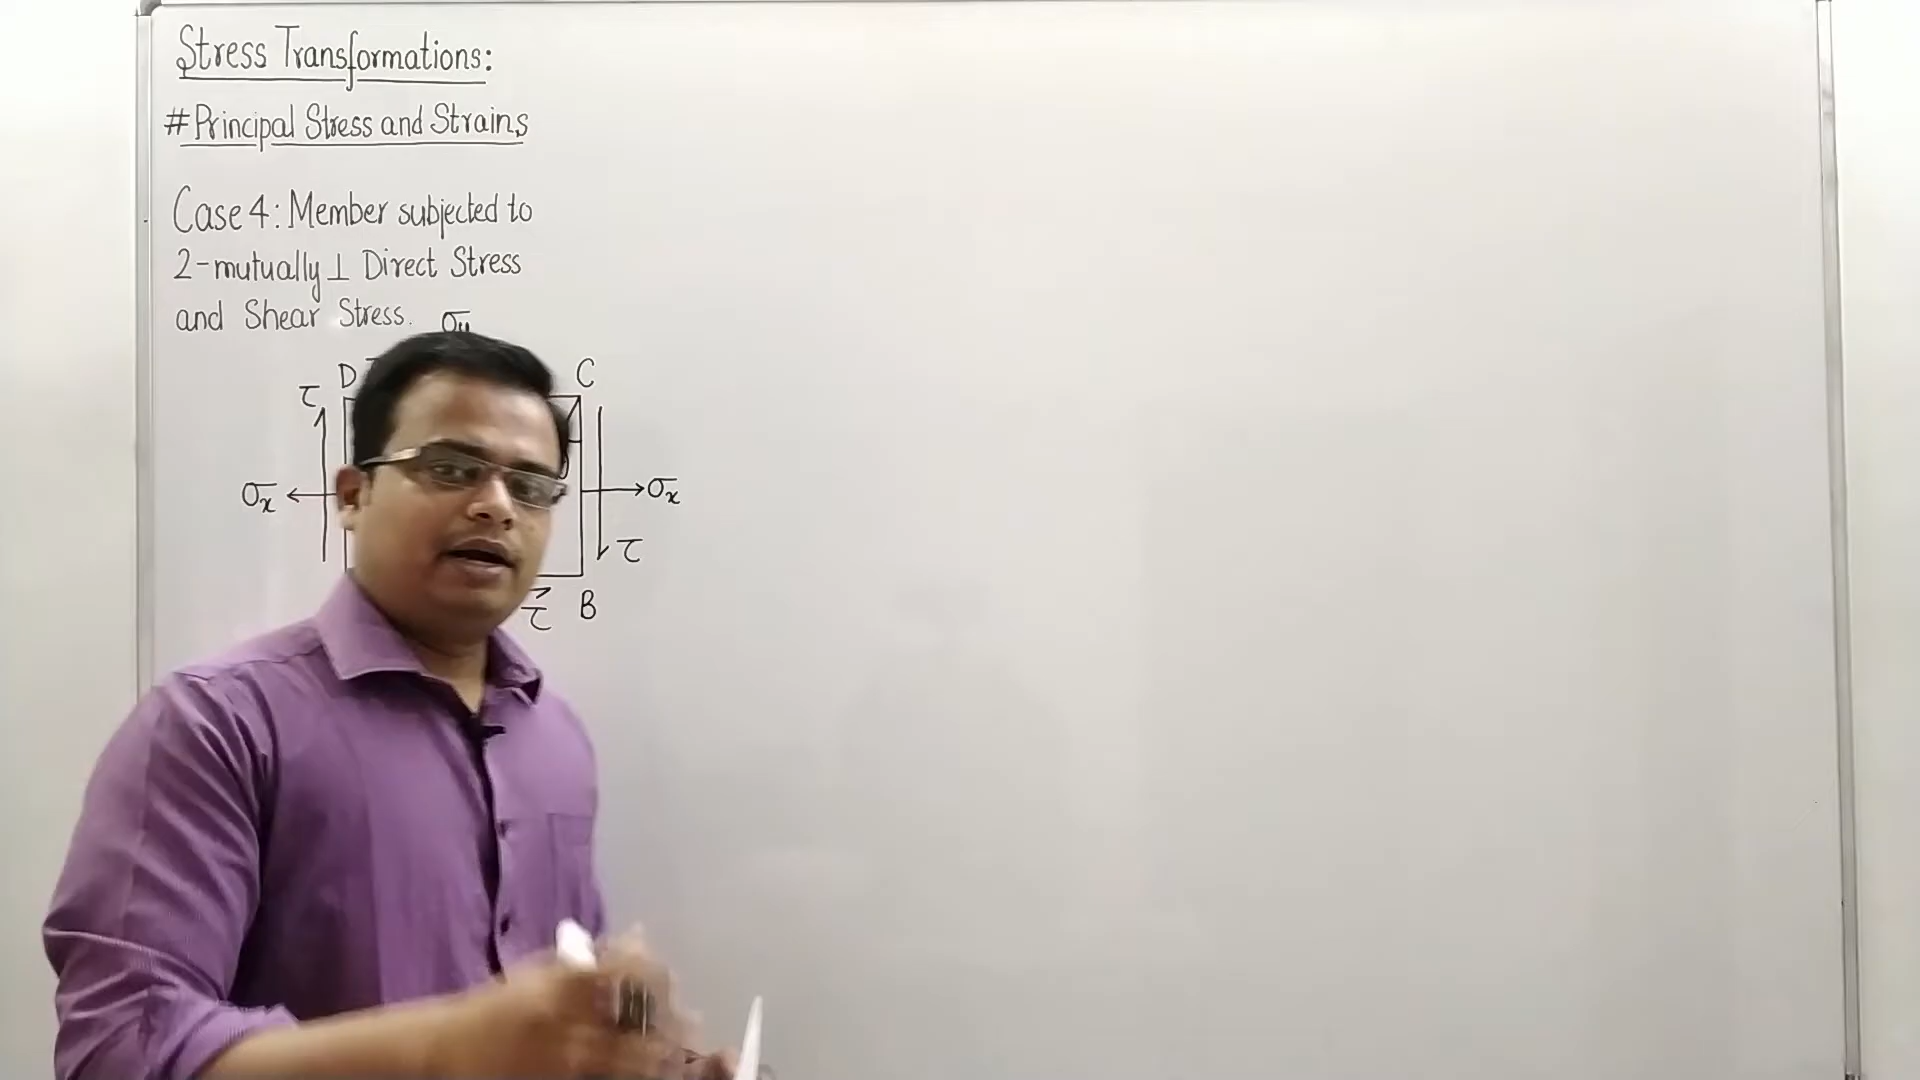 Stress Transformations:
# Principal Stress and Strains
Case 4: Member subjected to
2-mutually ⊥ Direct Stress
and Shear Stress.
σy
D
C
τ
σx
σx
τ
τ
B